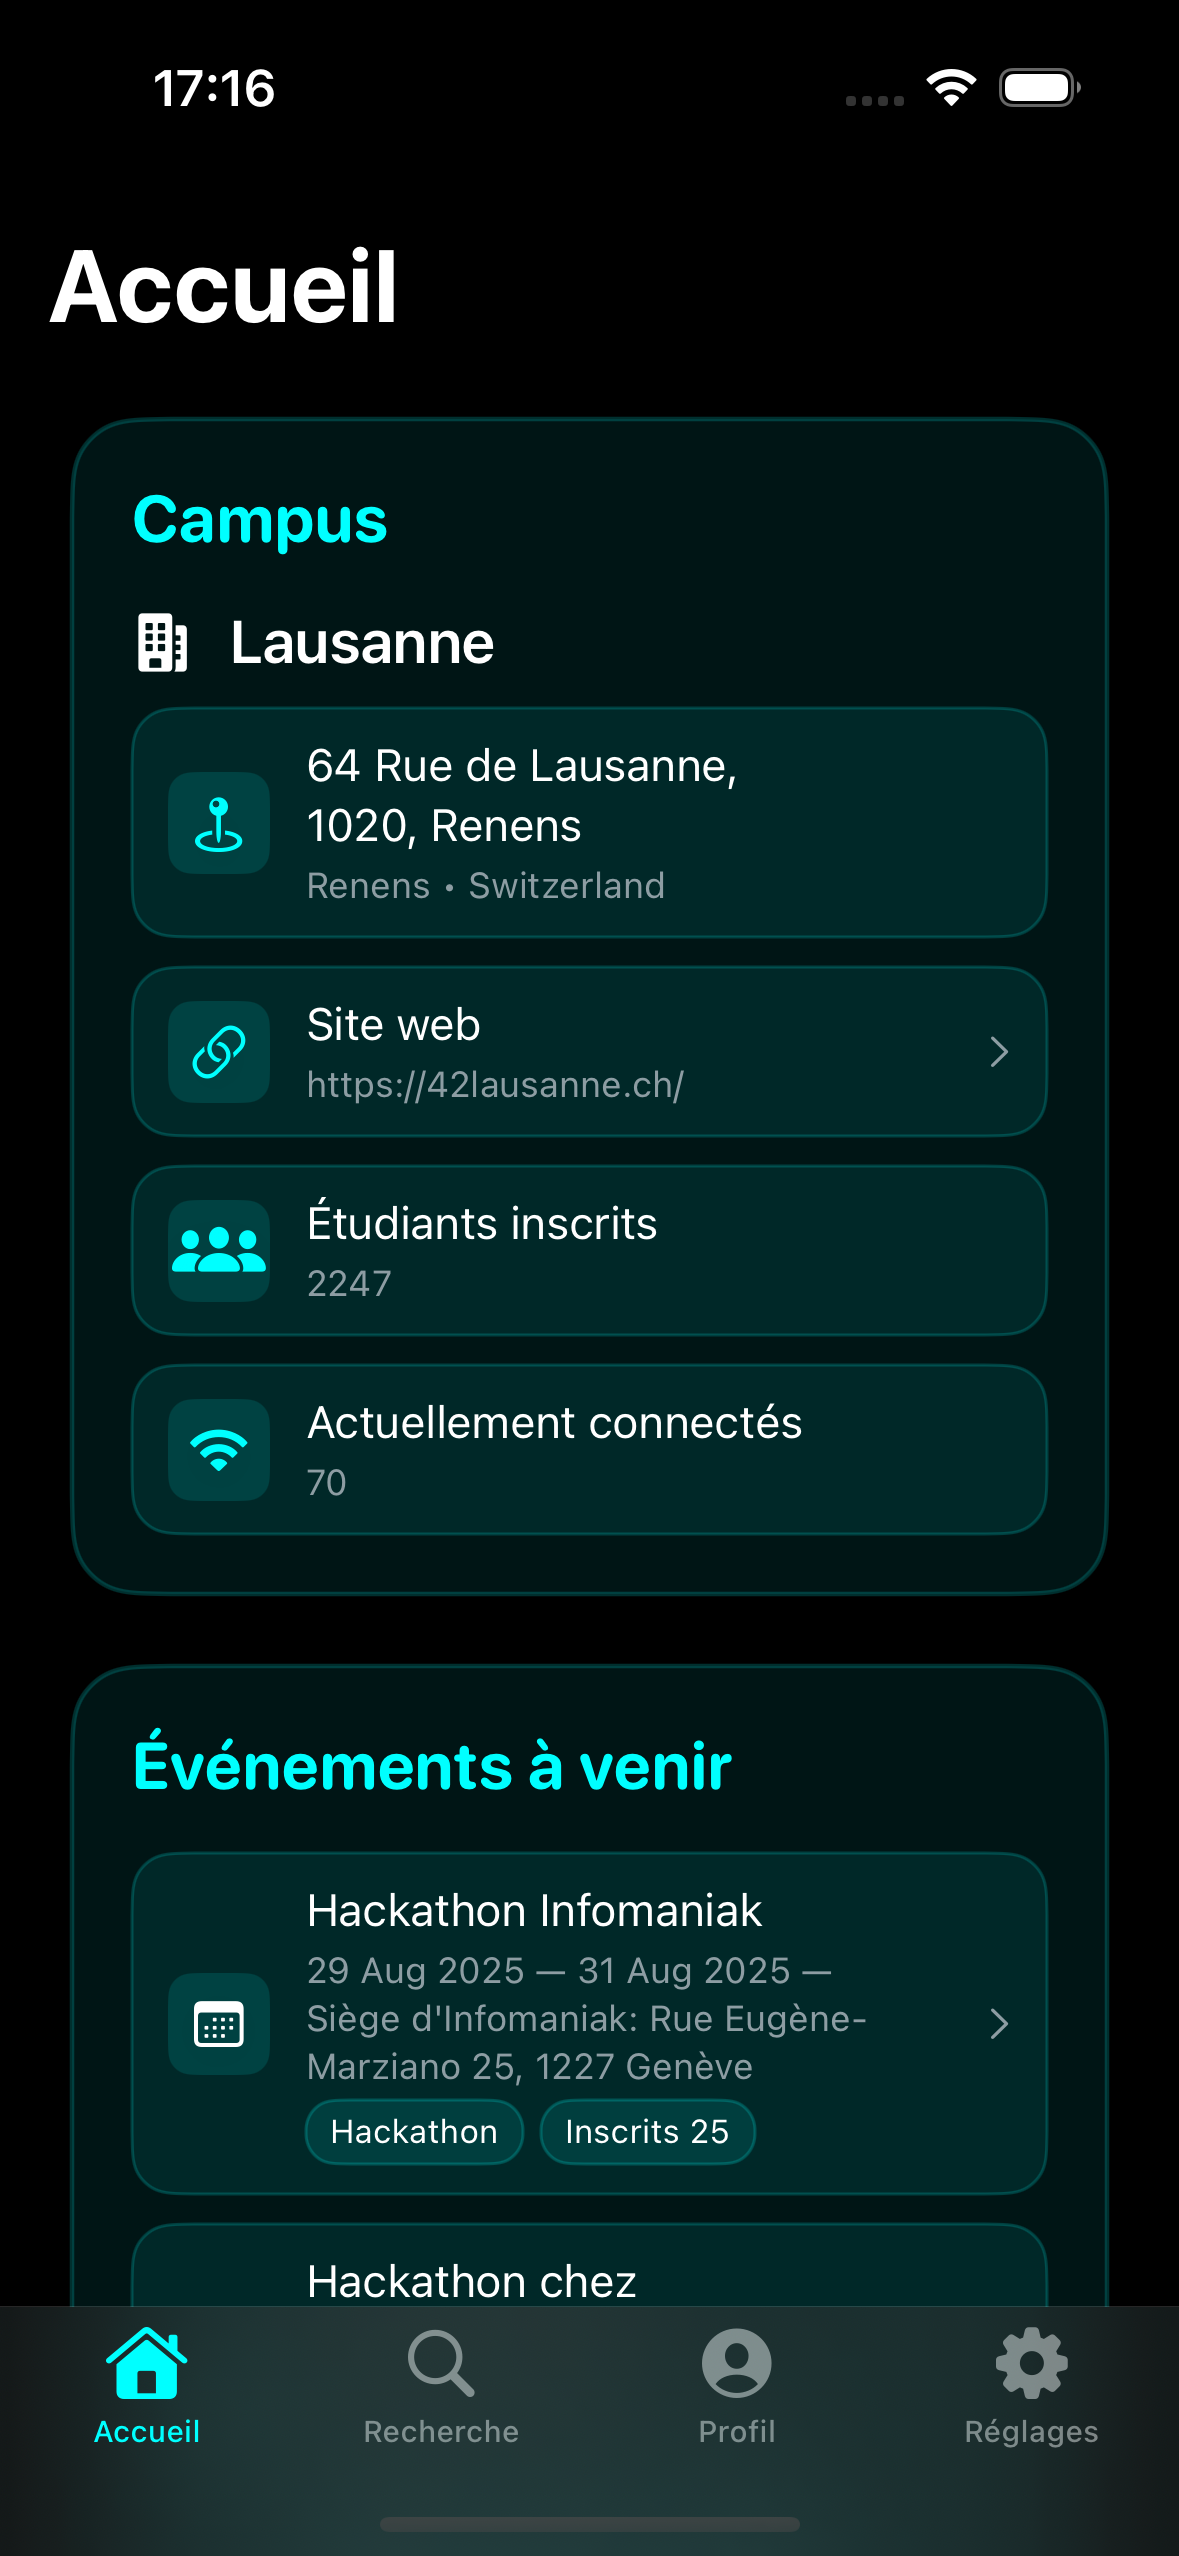 17:16
Accueil
Campus
Lausanne
64 Rue de Lausanne,
1020, Renens
Renens • Switzerland
Site web
https://42lausanne.ch/
Étudiants inscrits
2247
Actuellement connectés
70
Événements à venir
Hackathon Infomaniak
29 Aug 2025 — 31 Aug 2025 —
Siège d'Infomaniak: Rue Eugène-
Marziano 25, 1227 Genève
Hackathon Inscrits 25
Hackathon chez
Accueil Recherche Profil Réglages